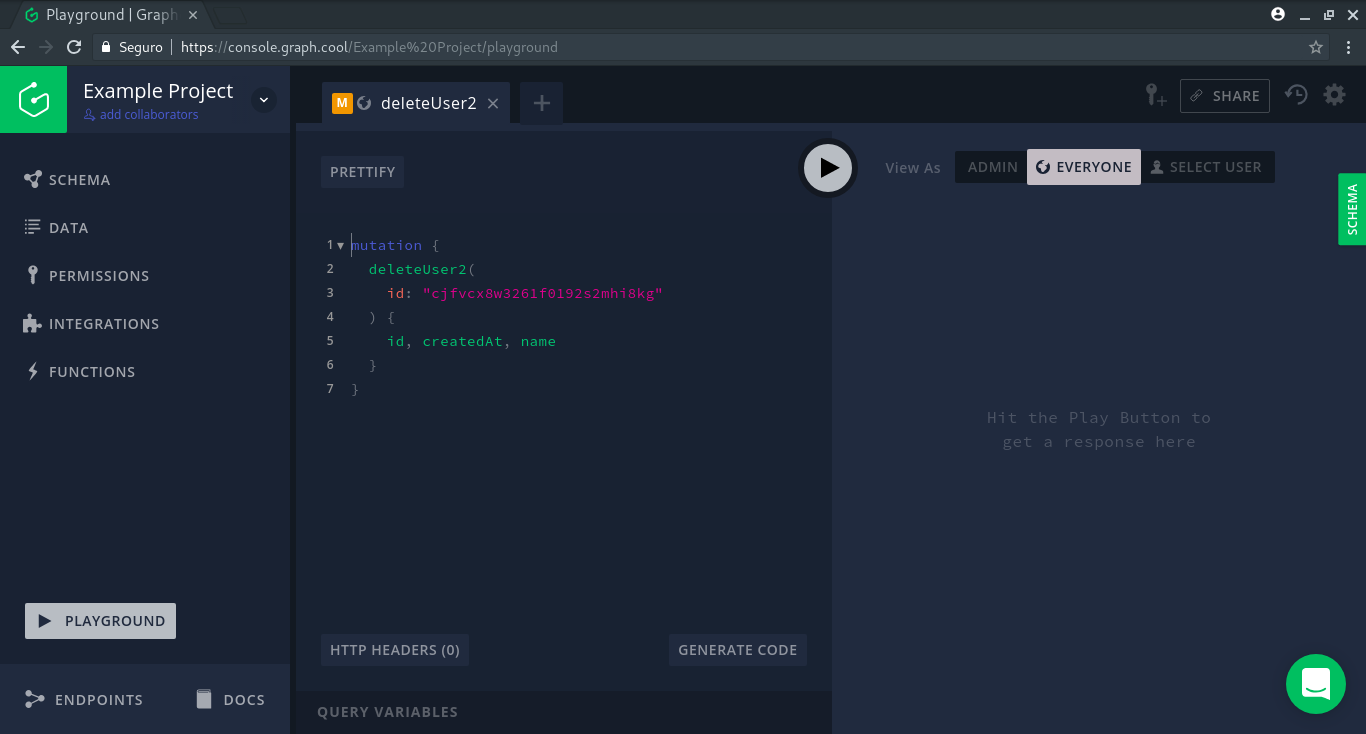 Playground | Graph
Seguro https://console.graph.cool/Example%20Project/playground
Example Project
add collaborators
SCHEMA
DATA
PERMISSIONS
INTEGRATIONS
FUNCTIONS
PLAYGROUND
ENDPOINTS
DOCS
M deleteUser2
SHARE
PRETTIFY
1 mutation {
2 deleteUser2(
3 id: "cjfvcx8w3261f0192s2mhi8kg"
4 ) {
5 id, createdAt, name
6 }
7 }
HTTP HEADERS (0)
GENERATE CODE
QUERY VARIABLES
View As ADMIN EVERYONE SELECT USER
SCHEMA
Hit the Play Button to
get a response here